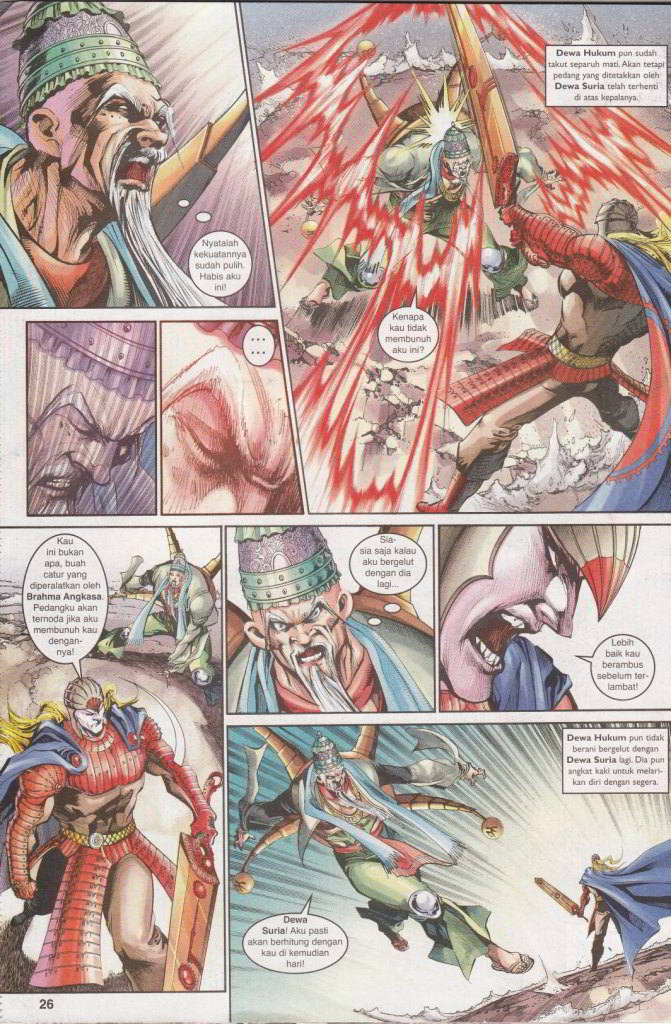 Nyatalah
kekuatannya
sudah pulih.
Habis aku
ini!
Dewa Hukum pun sudah
takut separuh mati. Akan tetapi
pedang yang ditetakkan oleh
Dewa Suria telah terhenti
di atas kepalanya.
Kenapa
kau tidak
membunuh
aku ini?
...
...
Kau
ini bukan
apa, buah
catur yang
diperalatkan oleh
Brahma Angkasa.
Pedangku akan
ternoda jika aku
membunuh kau
dengan-
nya!
Sia-
sia saja kalau
aku bergelut
dengan dia
lagi...
Lebih
baik kau
berambus
sebelum ter-
lambat!
Dewa Hukum pun tidak
berani bergelut dengan
Dewa Suria lagi. Dia pun
angkat kaki untuk melari-
kan diri dengan segera.
Dewa
Suria! Aku pasti
akan berhitung dengan
kau di kemudian
hari!
26